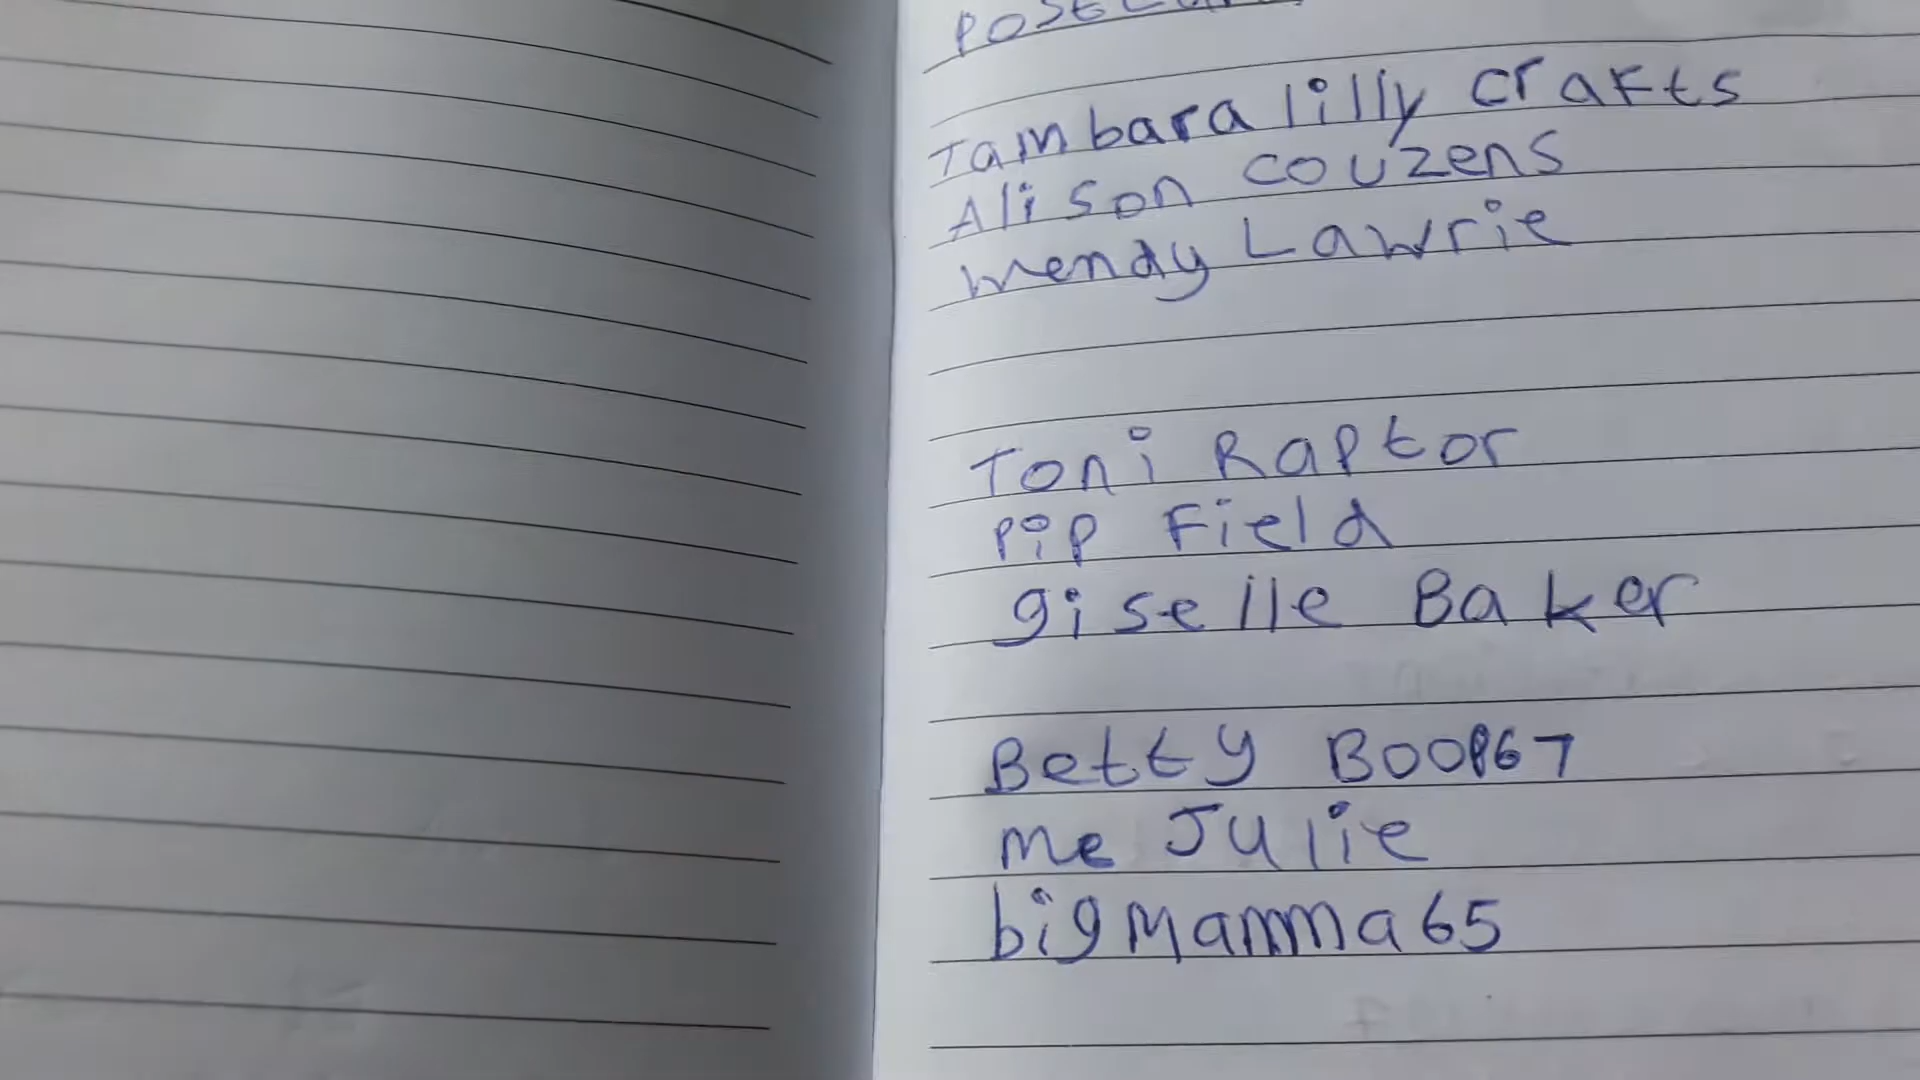 Tambara lilly crafts
Alison couzens
Wendy Lawrie
Toni Raptor
Pip Field
giselle Baker
Betty Boop67
me Julie
bigMamma65